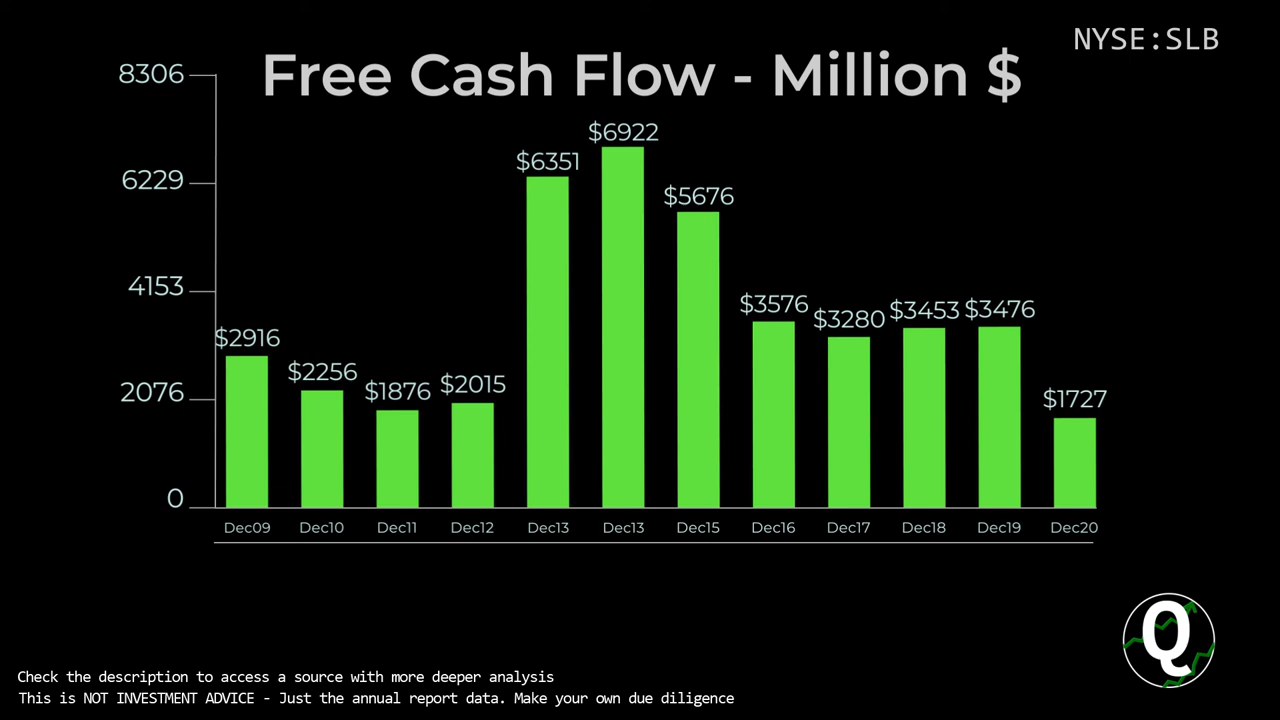 NYSE:SLB
Free Cash Flow - Million $
8306
6229
4153
2076
0
$2916 $2256 $1876 $2015 $6351 $6922 $5676 $3576 $3280 $3453 $3476 $1727
Dec09 Dec10 Dec11 Dec12 Dec13 Dec13 Dec15 Dec16 Dec17 Dec18 Dec19 Dec20
Q
Check the description to access a source with more deeper analysis
This is NOT INVESTMENT ADVICE - Just the annual report data. Make your own due diligence